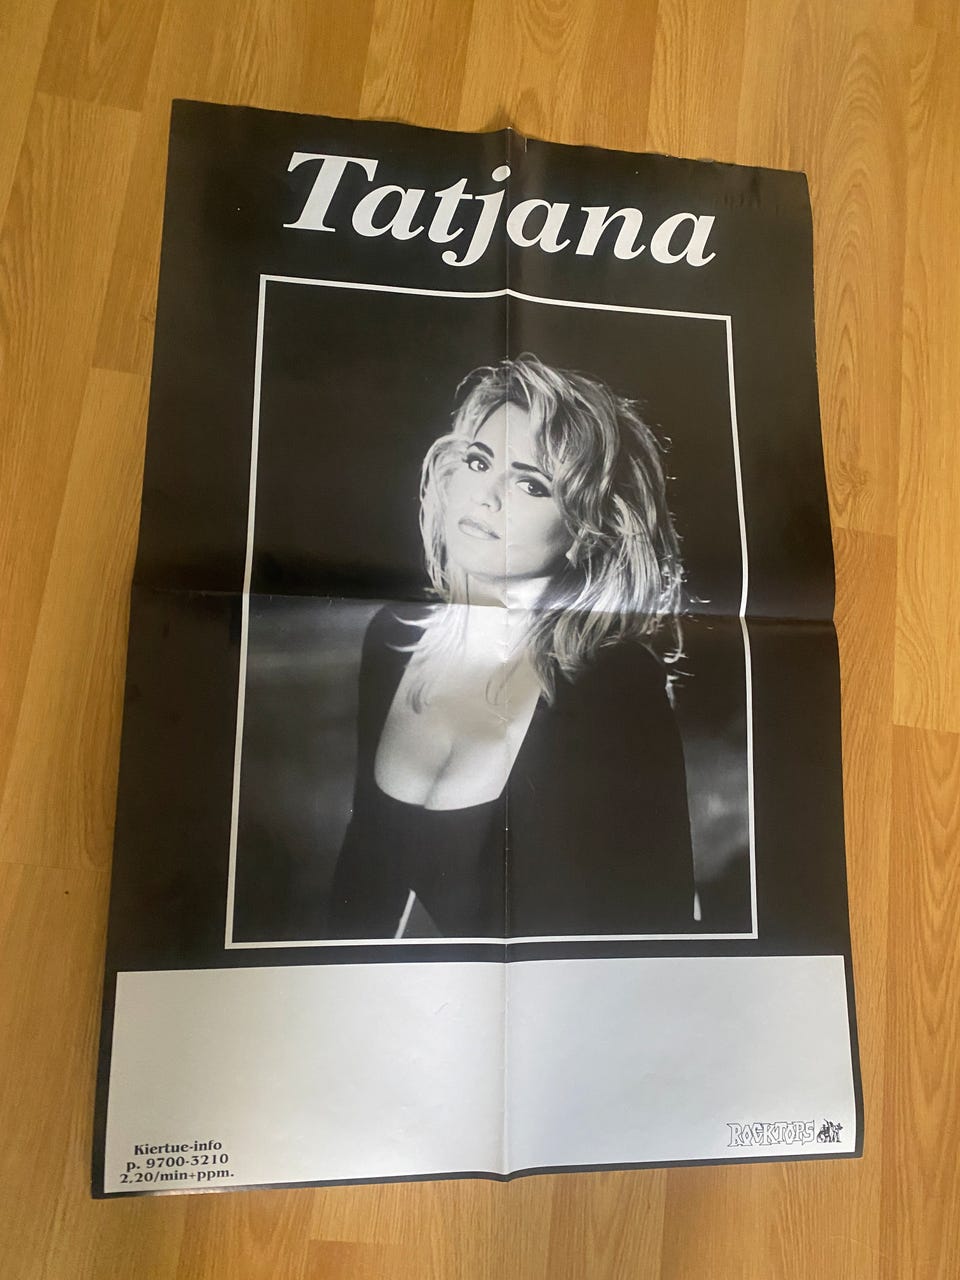 Tatjana
Kiertue-info
p. 9700-3210
2.20/min+ppm.
ROCKTOPS